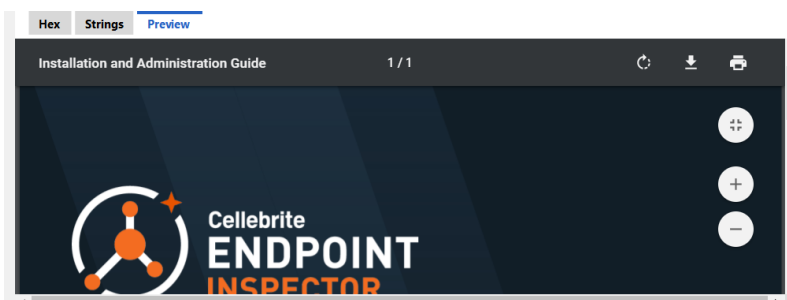 Hex Strings Preview
Installation and Administration Guide 1 / 1
Cellebrite
ENDPOINT
INSPECTOR